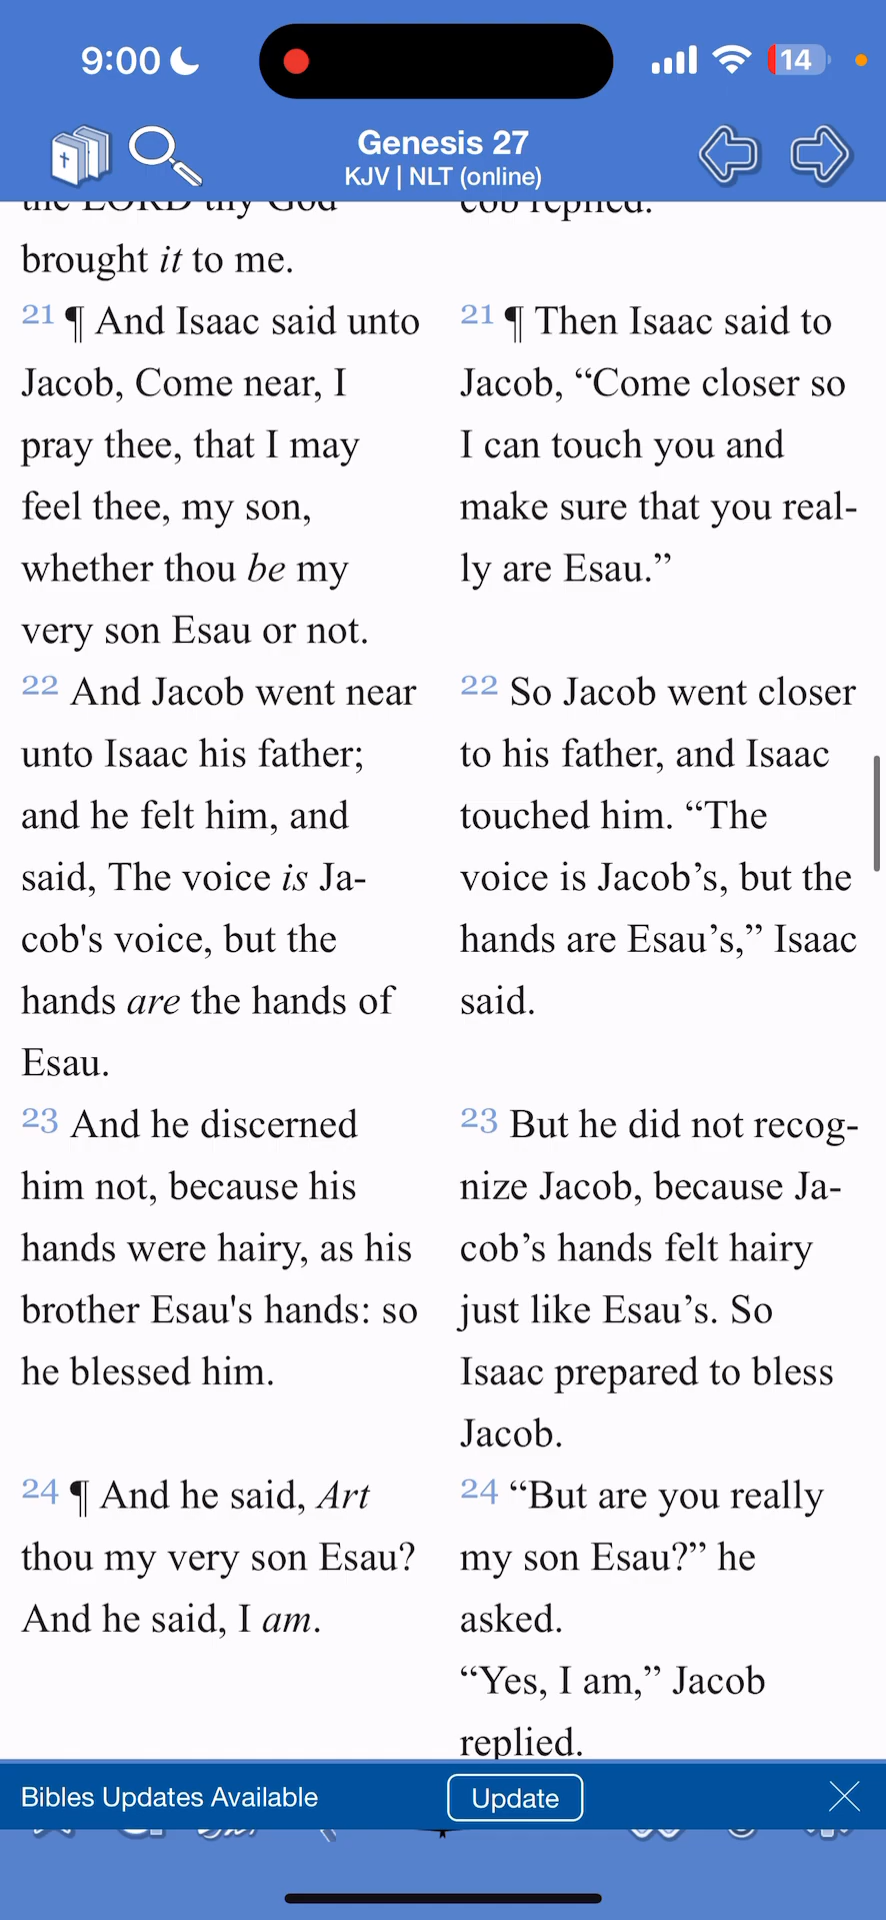 9:00
14
Genesis 27
KJV | NLT (online)
the LORD thy God
brought it to me.
21 ¶ And Isaac said unto
Jacob, Come near, I
pray thee, that I may
feel thee, my son,
whether thou be my
very son Esau or not.
22 And Jacob went near
unto Isaac his father;
and he felt him, and
said, The voice is Ja-
cob's voice, but the
hands are the hands of
Esau.
23 And he discerned
him not, because his
hands were hairy, as his
brother Esau's hands: so
he blessed him.
24 ¶ And he said, Art
thou my very son Esau?
And he said, I am.
cob replied.
21 ¶ Then Isaac said to
Jacob, “Come closer so
I can touch you and
make sure that you real-
ly are Esau.”
22 So Jacob went closer
to his father, and Isaac
touched him. “The
voice is Jacob’s, but the
hands are Esau’s,” Isaac
said.
23 But he did not recog-
nize Jacob, because Ja-
cob’s hands felt hairy
just like Esau’s. So
Isaac prepared to bless
Jacob.
24 “But are you really
my son Esau?” he
asked.
“Yes, I am,” Jacob
replied.
Bibles Updates Available
Update